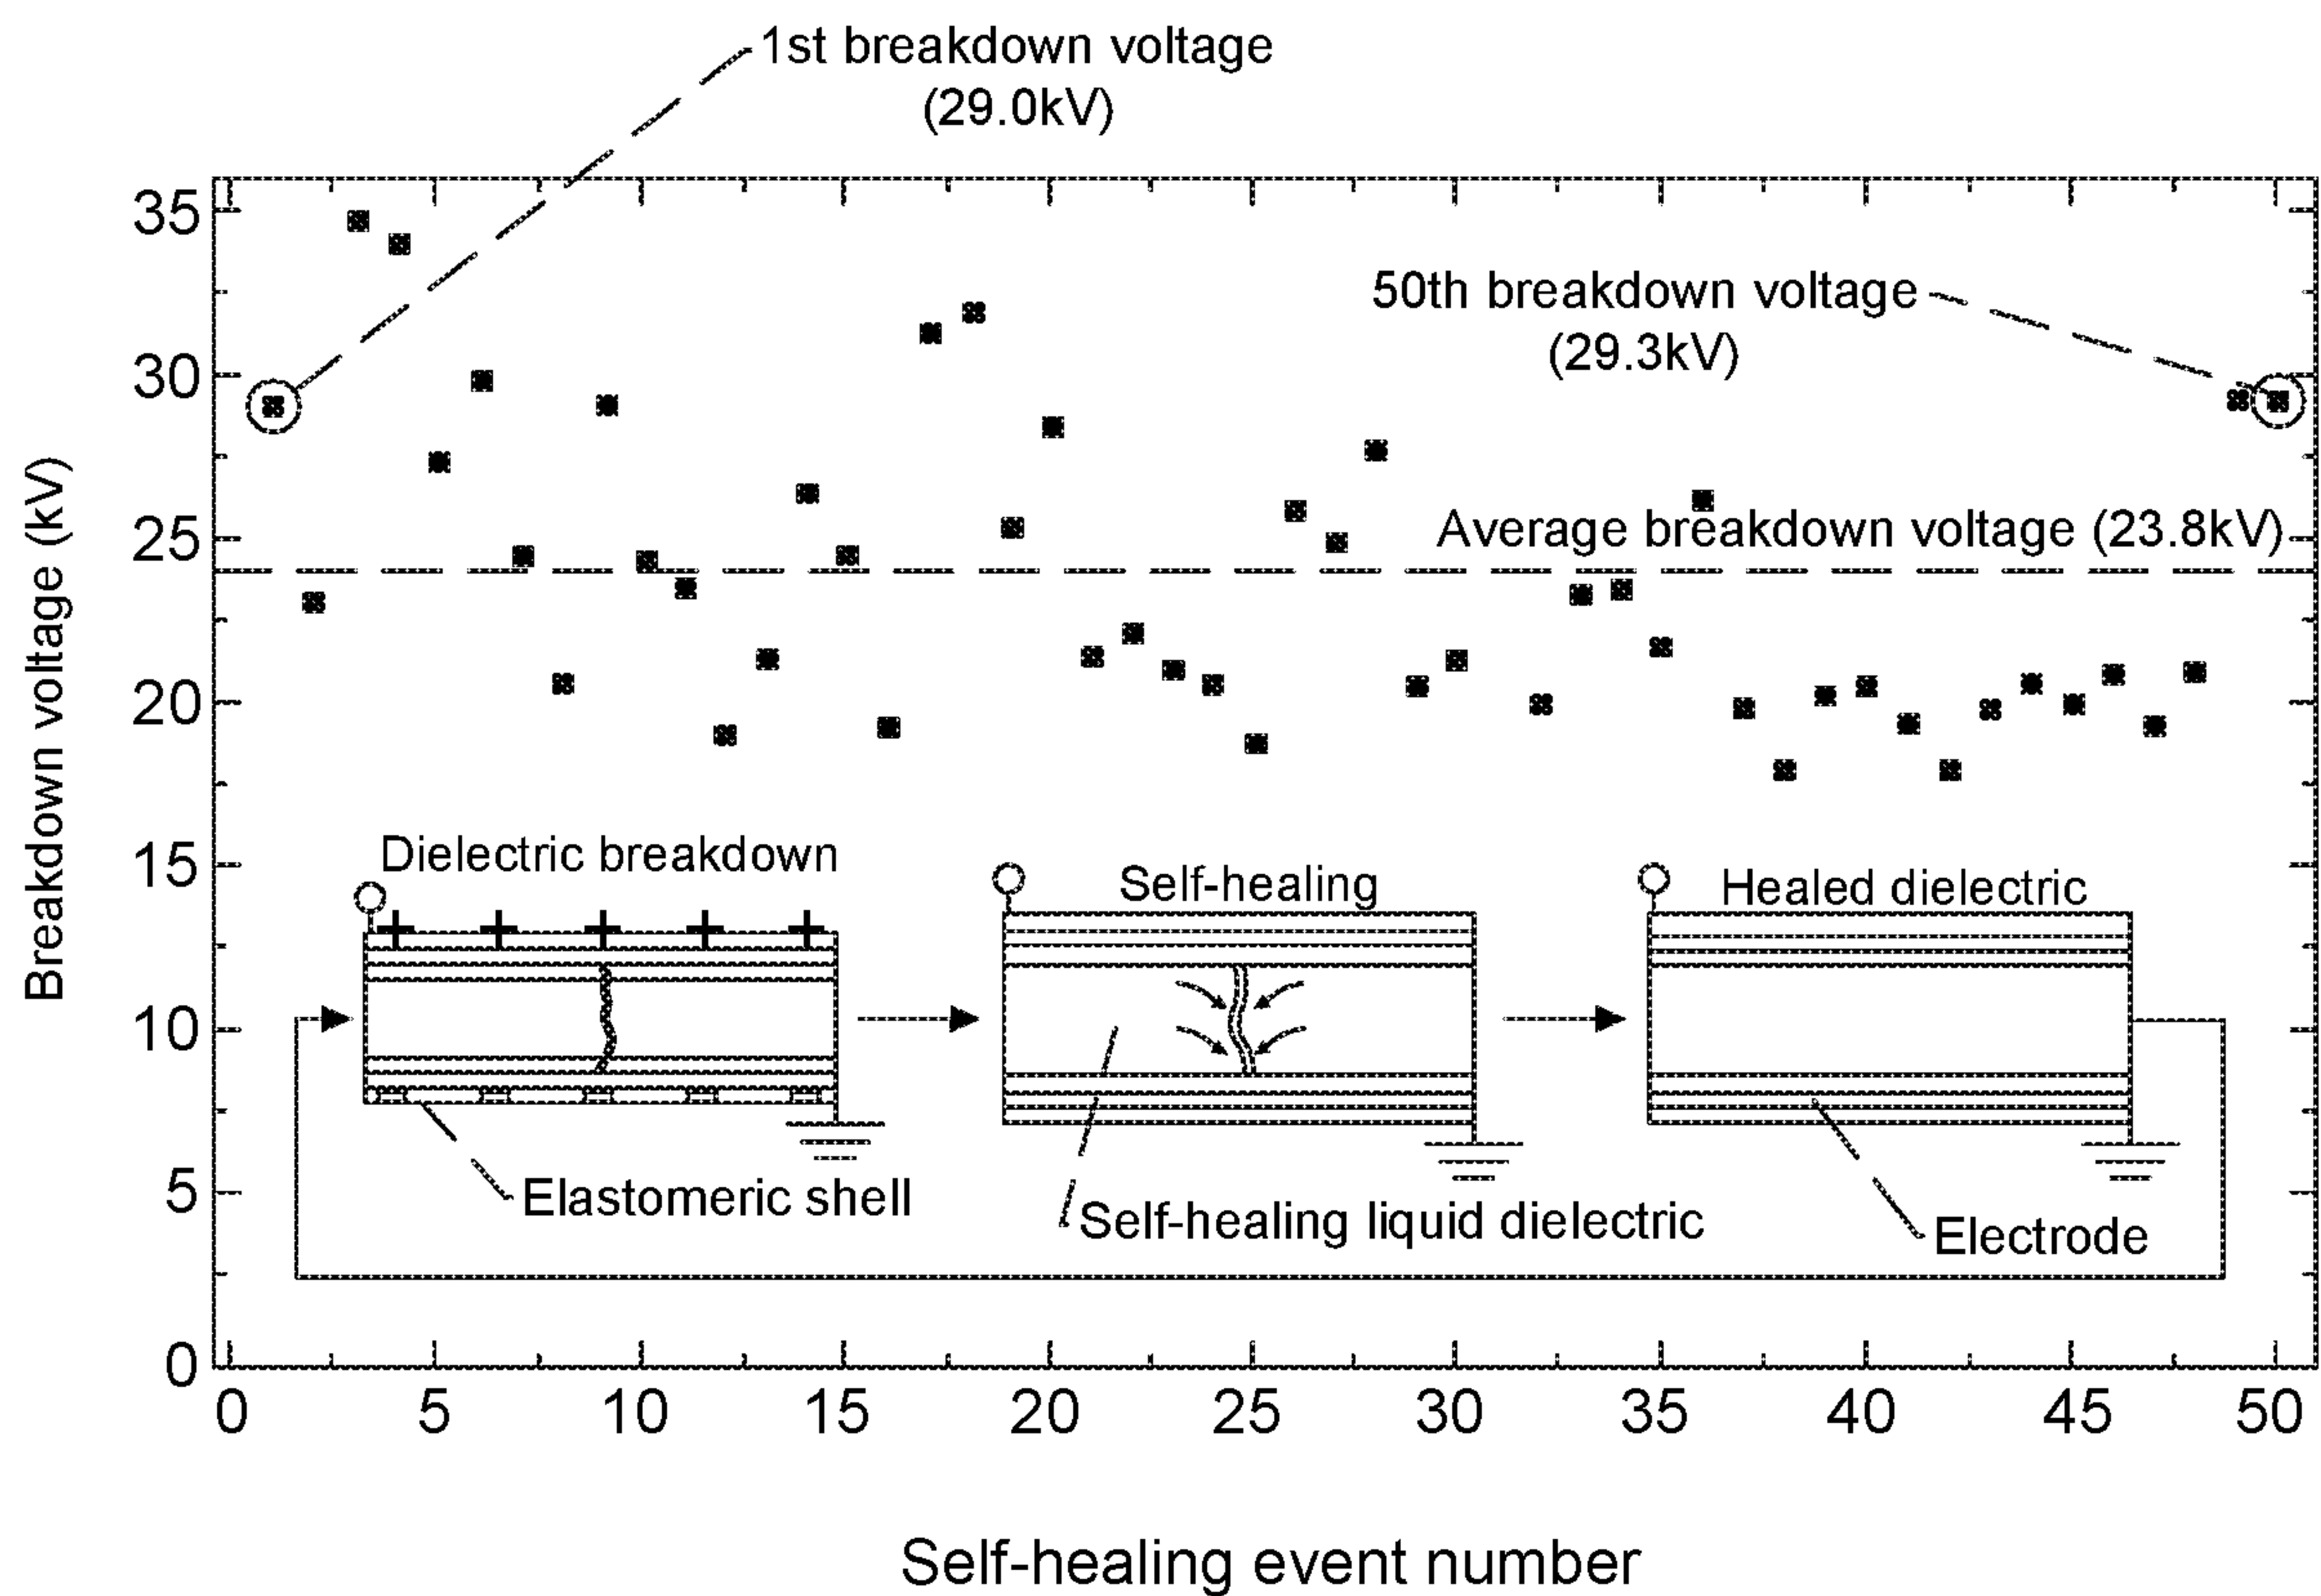 1st breakdown voltage
(29.0kV)
50th breakdown voltage
(29.3kV)
Average breakdown voltage (23.8kV)
Breakdown voltage (kV)
35
30
25
20
15
10
5
0
Dielectric breakdown
Self-healing
Healed dielectric
Elastomeric shell
Self-healing liquid dielectric
Electrode
0 5 10 15 20 25 30 35 40 45 50
Self-healing event number